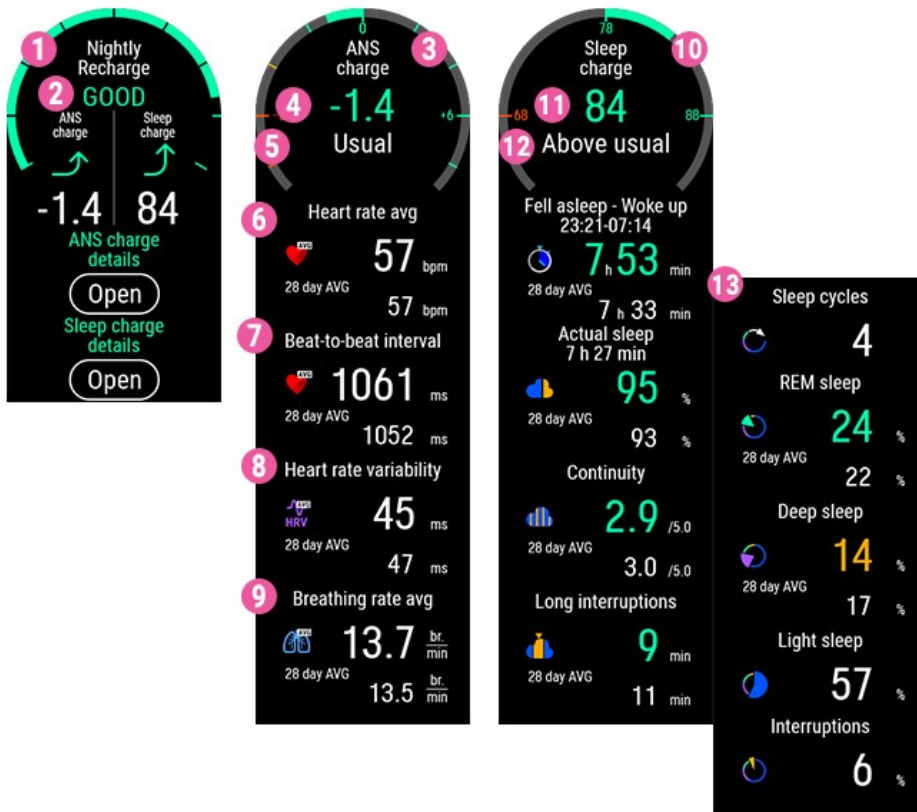 1
Nightly
Recharge
2
GOOD
ANS
charge
Sleep
charge
-1.4
84
ANS charge
details
Open
Sleep charge
details
Open
0
ANS
charge
3
4
-1.4
+6
5
Usual
6
Heart rate avg
AVG
57 bpm
28 day AVG
57 bpm
7
Beat-to-beat interval
AVG
1061 ms
28 day AVG
1052 ms
8
Heart rate variability
AVG
HRV
45 ms
28 day AVG
47 ms
9
Breathing rate avg
AVG
13.7 br. min
28 day AVG
13.5 br. min
78
Sleep
charge
10
68
11
84
88
12
Above usual
Fell asleep - Woke up
23:21-07:14
7 h 53 min
28 day AVG
7 h 33 min
Actual sleep
7 h 27 min
95 %
28 day AVG
93 %
Continuity
2.9 /5.0
28 day AVG
3.0 /5.0
Long interruptions
9 min
28 day AVG
11 min
13
Sleep cycles
4
REM sleep
24 %
28 day AVG
22 %
Deep sleep
14 %
28 day AVG
17 %
Light sleep
57 %
Interruptions
6 %